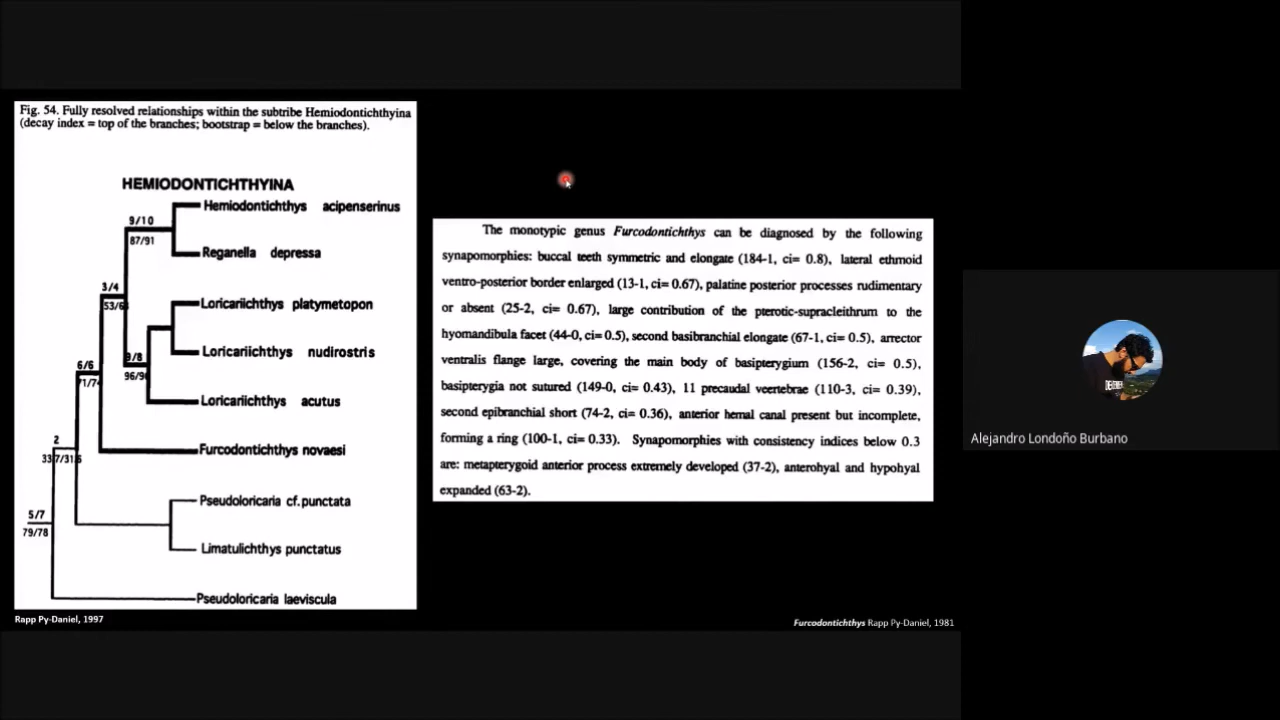 Fig. 54. Fully resolved relationships within the subtribe Hemiodontichthyina
(decay index = top of the branches; bootstrap = below the branches).
HEMIODONTICHTHYINA
Hemiodontichthys acipenserinus
9/10
87/91
Reganella depressa
3/4
53/6
Loricariichthys platymetopon
Loricariichthys nudirostris
9/8
6/6
96/9
71/74
Loricariichthys acutus
2
Furcodontichthys novaesi
33.7/31.5
Pseudoloricaria cf. punctata
5/7
79/78
Limatulichthys punctatus
Pseudoloricaria laeviscula
Rapp Py-Daniel, 1997
The monotypic genus Furcodontichthys can be diagnosed by the following
synapomorphies: buccal teeth symmetric and elongate (184-1, ci= 0.8), lateral ethmoid
ventro-posterior border enlarged (13-1, ci= 0.67), palatine posterior processes rudimentary
or absent (25-2, ci= 0.67), large contribution of the pterotic-supracleithrum to the
hyomandibula facet (44-0, ci= 0.5), second basibranchial elongate (67-1, ci= 0.5), arrector
ventralis flange large, covering the main body of basipterygium (156-2, ci= 0.5),
basipterygia not sutured (149-0, ci= 0.43), 11 precaudal veertebrae (110-3, ci= 0.39),
second epibranchial short (74-2, ci= 0.36), anterior hemal canal present but incomplete,
forming a ring (100-1, ci= 0.33). Synapomorphies with consistency indices below 0.3
are: metapterygoid anterior process extremely developed (37-2), anterohyal and hypohyal
expanded (63-2).
Furcodontichthys Rapp Py-Daniel, 1981
Alejandro Londoño Burbano